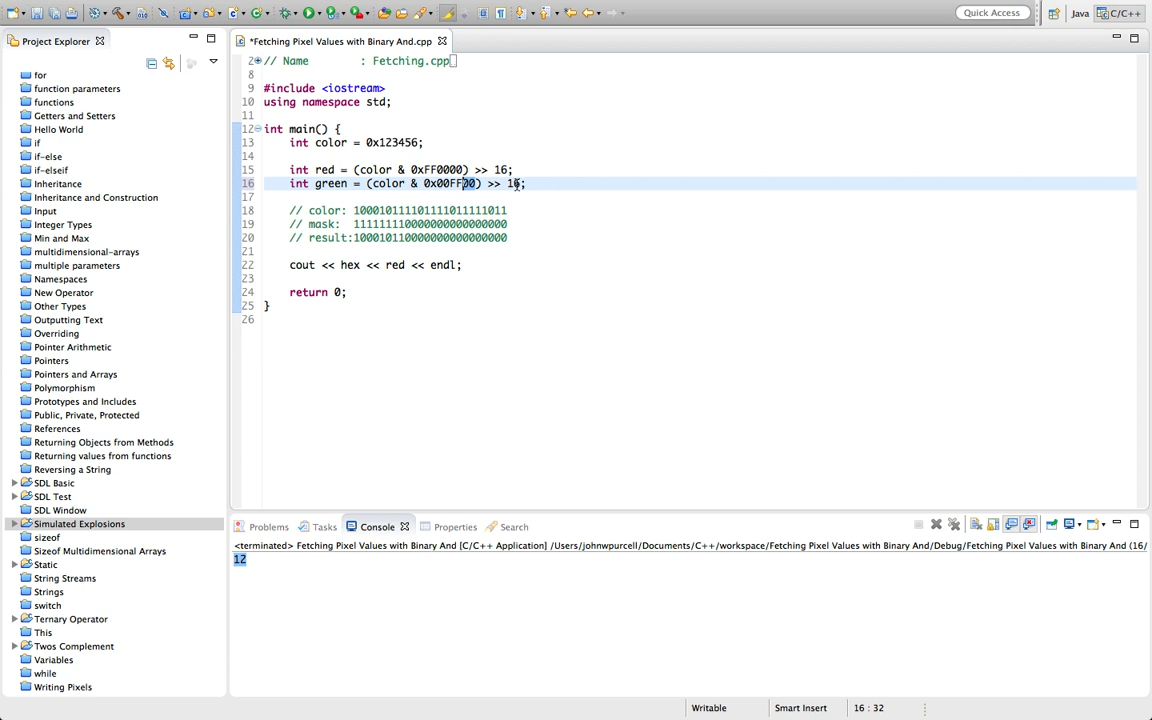 Quick Access
Java
C/C++
Project Explorer
for
function parameters
functions
Getters and Setters
Hello World
if
if-else
if-elseif
Inheritance
Inheritance and Construction
Input
Integer Types
Min and Max
multidimensional-arrays
multiple parameters
Namespaces
New Operator
Other Types
Outputting Text
Overriding
Pointer Arithmetic
Pointers
Pointers and Arrays
Polymorphism
Prototypes and Includes
Public, Private, Protected
References
Returning Objects from Methods
Returning values from functions
Reversing a String
SDL Basic
SDL Test
SDL Window
Simulated Explosions
sizeof
Sizeof Multidimensional Arrays
Static
String Streams
Strings
switch
Ternary Operator
This
Twos Complement
Variables
while
Writing Pixels
*Fetching Pixel Values with Binary And.cpp
2 // Name : Fetching.cpp
8
9 #include <iostream>
10 using namespace std;
11
12 int main() {
13 int color = 0x123456;
14
15 int red = (color & 0xFF0000) >> 16;
16 int green = (color & 0x00FF00) >> 16;
17
18 // color: 100010111101111011111011
19 // mask: 111111110000000000000000
20 // result:100010110000000000000000
21
22 cout << hex << red << endl;
23
24 return 0;
25 }
26
Problems Tasks Console Properties Search
<terminated> Fetching Pixel Values with Binary And [C/C++ Application] /Users/johnwpurcell/Documents/C++/workspace/Fetching Pixel Values with Binary And/Debug/Fetching Pixel Values with Binary And (16/
12
Writable
Smart Insert
16 : 32